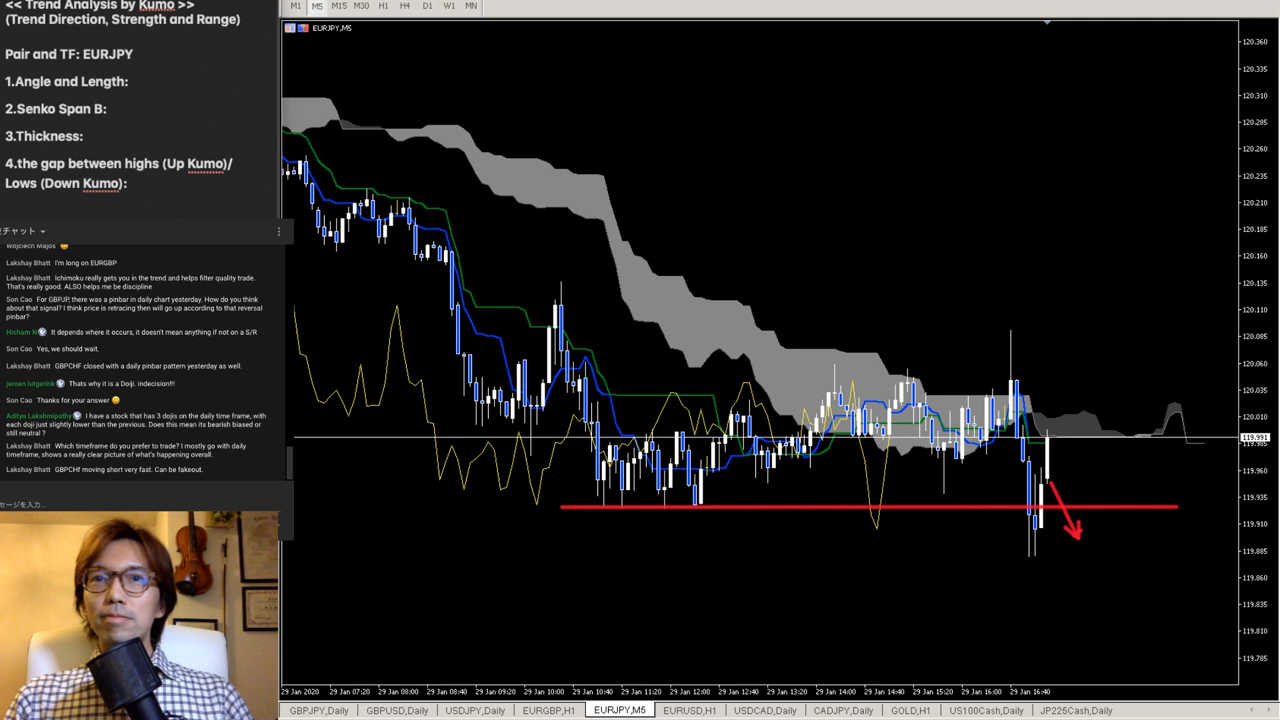 << Trend Analysis by Kumo >>
(Trend Direction, Strength and Range)
Pair and TF: EURJPY
1.Angle and Length:
2.Senko Span B:
3.Thickness:
4.the gap between highs (Up Kumo)/
Lows (Down Kumo):
チャット
Wojciech Majos
Lakshay Bhatt I'm long on EURGBP
Lakshay Bhatt Ichimoku really gets you in the trend and helps filter quality trade.
That's really good. ALSO helps me be discipline
Son Cao For GBPJP, there was a pinbar in daily chart yesterday. How do you think
about that signal? I think price is retracing then will go up according to that reversal
pinbar?
Hicham N It depends where it occurs, it doesn't mean anything if not on a S/R
Son Cao Yes, we should wait.
Lakshay Bhatt GBPCHF closed with a daily pinbar pattern yesterday as well.
jeroen lutgerink Thats why it is a Doiji. indecision!!!
Son Cao Thanks for your answer
Aditya Lakshmipathy I have a stock that has 3 dojis on the daily time frame, with
each doji just slightly lower than the previous. Does this mean its bearish biased or
still neutral ?
Lakshay Bhatt Which timeframe do you prefer to trade? I mostly go with daily
timeframe, shows a really clear picture of what's happening overall.
Lakshay Bhatt GBPCHF moving short very fast. Can be fakeout.
セージを入力...
M1 M5 M15 M30 H1 H4 D1 W1 MN
EURJPY,M5
120.360
120.335
120.310
120.285
120.260
120.235
120.210
120.185
120.160
120.135
120.110
120.085
120.060
120.035
120.010
119.991
119.985
119.960
119.935
119.910
119.885
119.860
119.835
119.810
119.785
29 Jan 2020 29 Jan 07:20 29 Jan 08:00 29 Jan 08:40 29 Jan 09:20 29 Jan 10:00 29 Jan 10:40 29 Jan 11:20 29 Jan 12:00 29 Jan 12:40 29 Jan 13:20 29 Jan 14:00 29 Jan 14:40 29 Jan 15:20 29 Jan 16:00 29 Jan 16:40
GBPJPY,Daily GBPUSD,Daily USDJPY,Daily EURGBP,H1 EURJPY,M5 EURUSD,H1 USDCAD,Daily CADJPY,Daily GOLD,H1 US100Cash,Daily JP225Cash,Daily